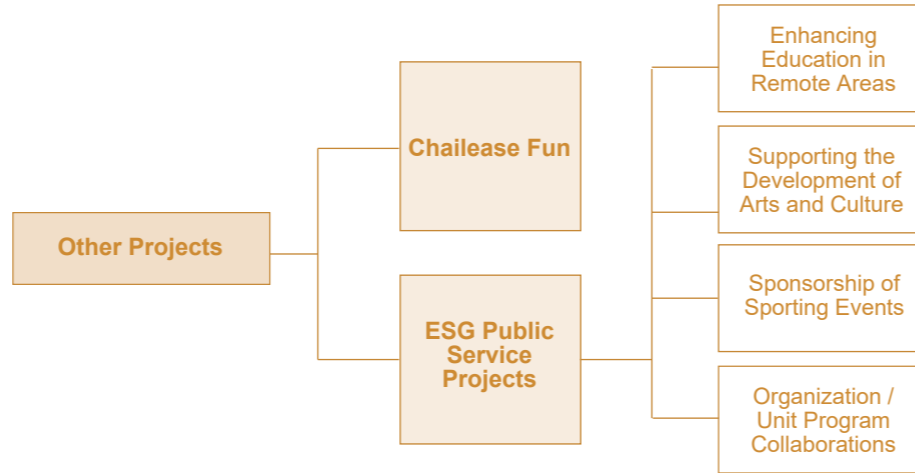 Other Projects
Chailease Fun
ESG Public
Service
Projects
Enhancing
Education in
Remote Areas
Supporting the
Development of
Arts and Culture
Sponsorship of
Sporting Events
Organization /
Unit Program
Collaborations